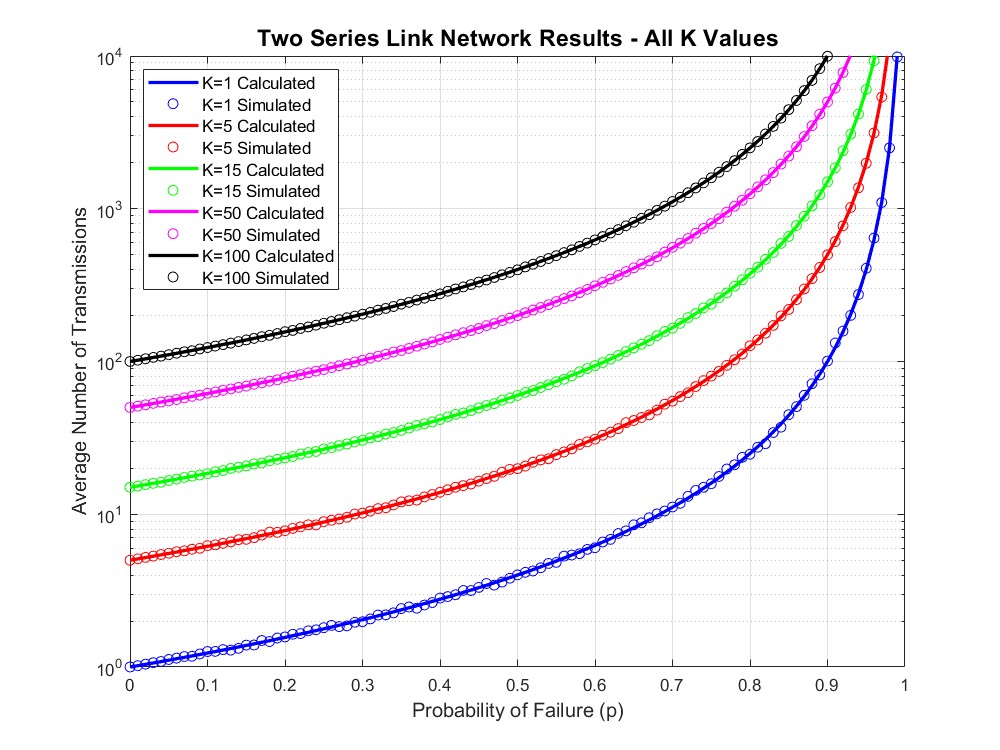 Two Series Link Network Results - All K Values
10^4
10^3
10^2
10^1
10^0
Average Number of Transmissions
K=1 Calculated
K=1 Simulated
K=5 Calculated
K=5 Simulated
K=15 Calculated
K=15 Simulated
K=50 Calculated
K=50 Simulated
K=100 Calculated
K=100 Simulated
0 0.1 0.2 0.3 0.4 0.5 0.6 0.7 0.8 0.9 1
Probability of Failure (p)